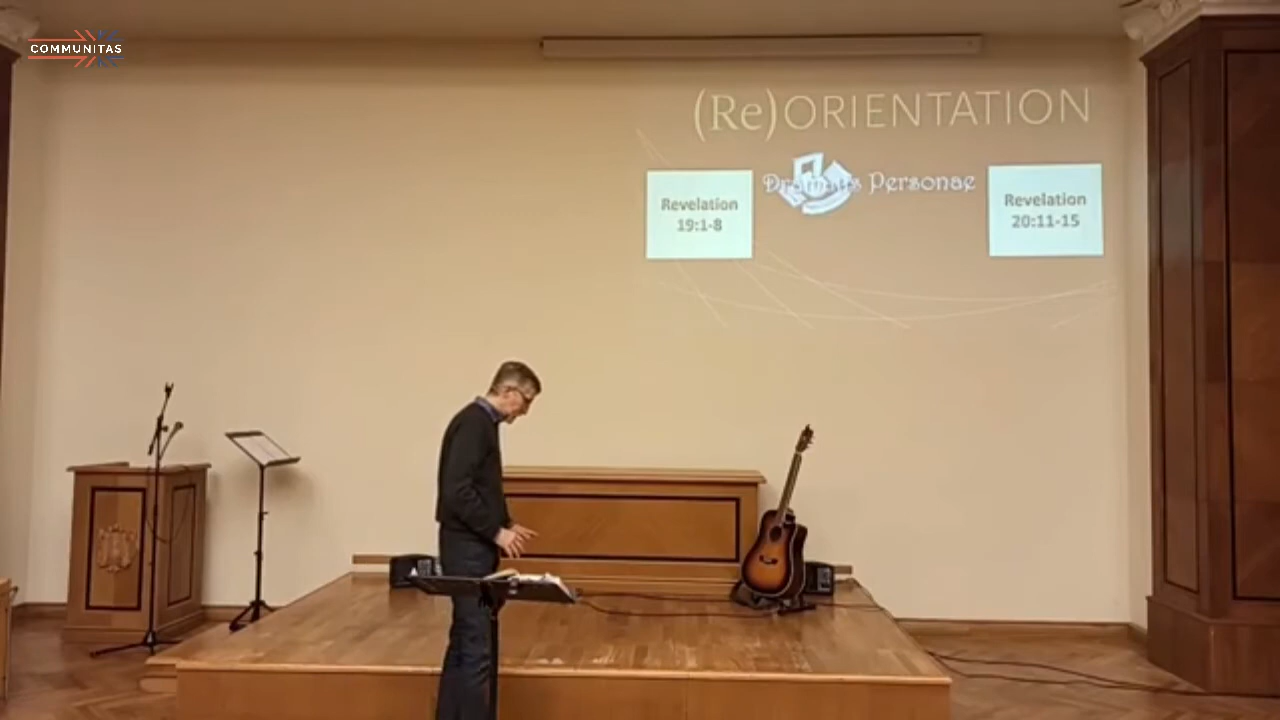 COMMUNITAS
(Re)ORIENTATION
Dramatis Personae
Revelation
19:1-8
Revelation
20:11-15